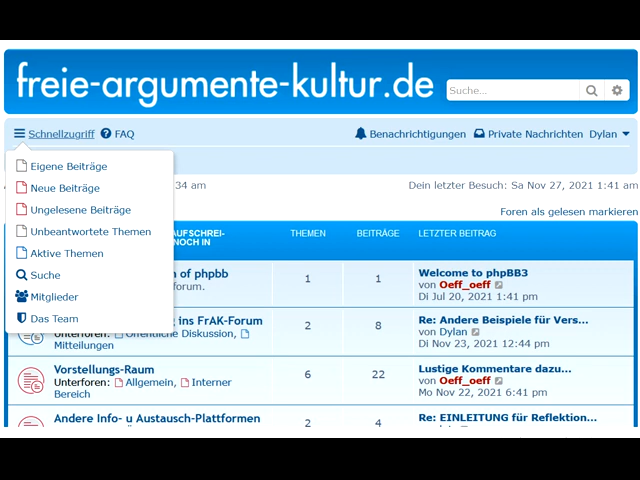 freie-argumente-kultur.de
Suche...
Schnellzugriff FAQ Benachrichtigungen Private Nachrichten Dylan
Eigene Beiträge
Neue Beiträge
Ungelesene Beiträge
Unbeantwortete Themen
Aktive Themen
Suche
Mitglieder
Das Team
34 am Dein letzter Besuch: Sa Nov 27, 2021 1:41 am
Foren als gelesen markieren
AUFSCHREI- THEMEN BEITRÄGE LETZTER BEITRAG
NOCH IN
of phpbb 1 1 Welcome to phpBB3
forum. von Oeff_oeff
Di Jul 20, 2021 1:41 pm
ins FrAK-Forum 2 8 Re: Andere Beispiele für Vers...
Unterforen: Öffentliche Diskussion, von Dylan
Mitteilungen Di Nov 23, 2021 12:44 pm
Vorstellungs-Raum 6 22 Lustige Kommentare dazu...
Unterforen: Allgemein, Interner von Oeff_oeff
Bereich Mo Nov 22, 2021 6:41 pm
Andere Info- u Austausch-Plattformen 2 4 Re: EINLEITUNG für Reflektion...